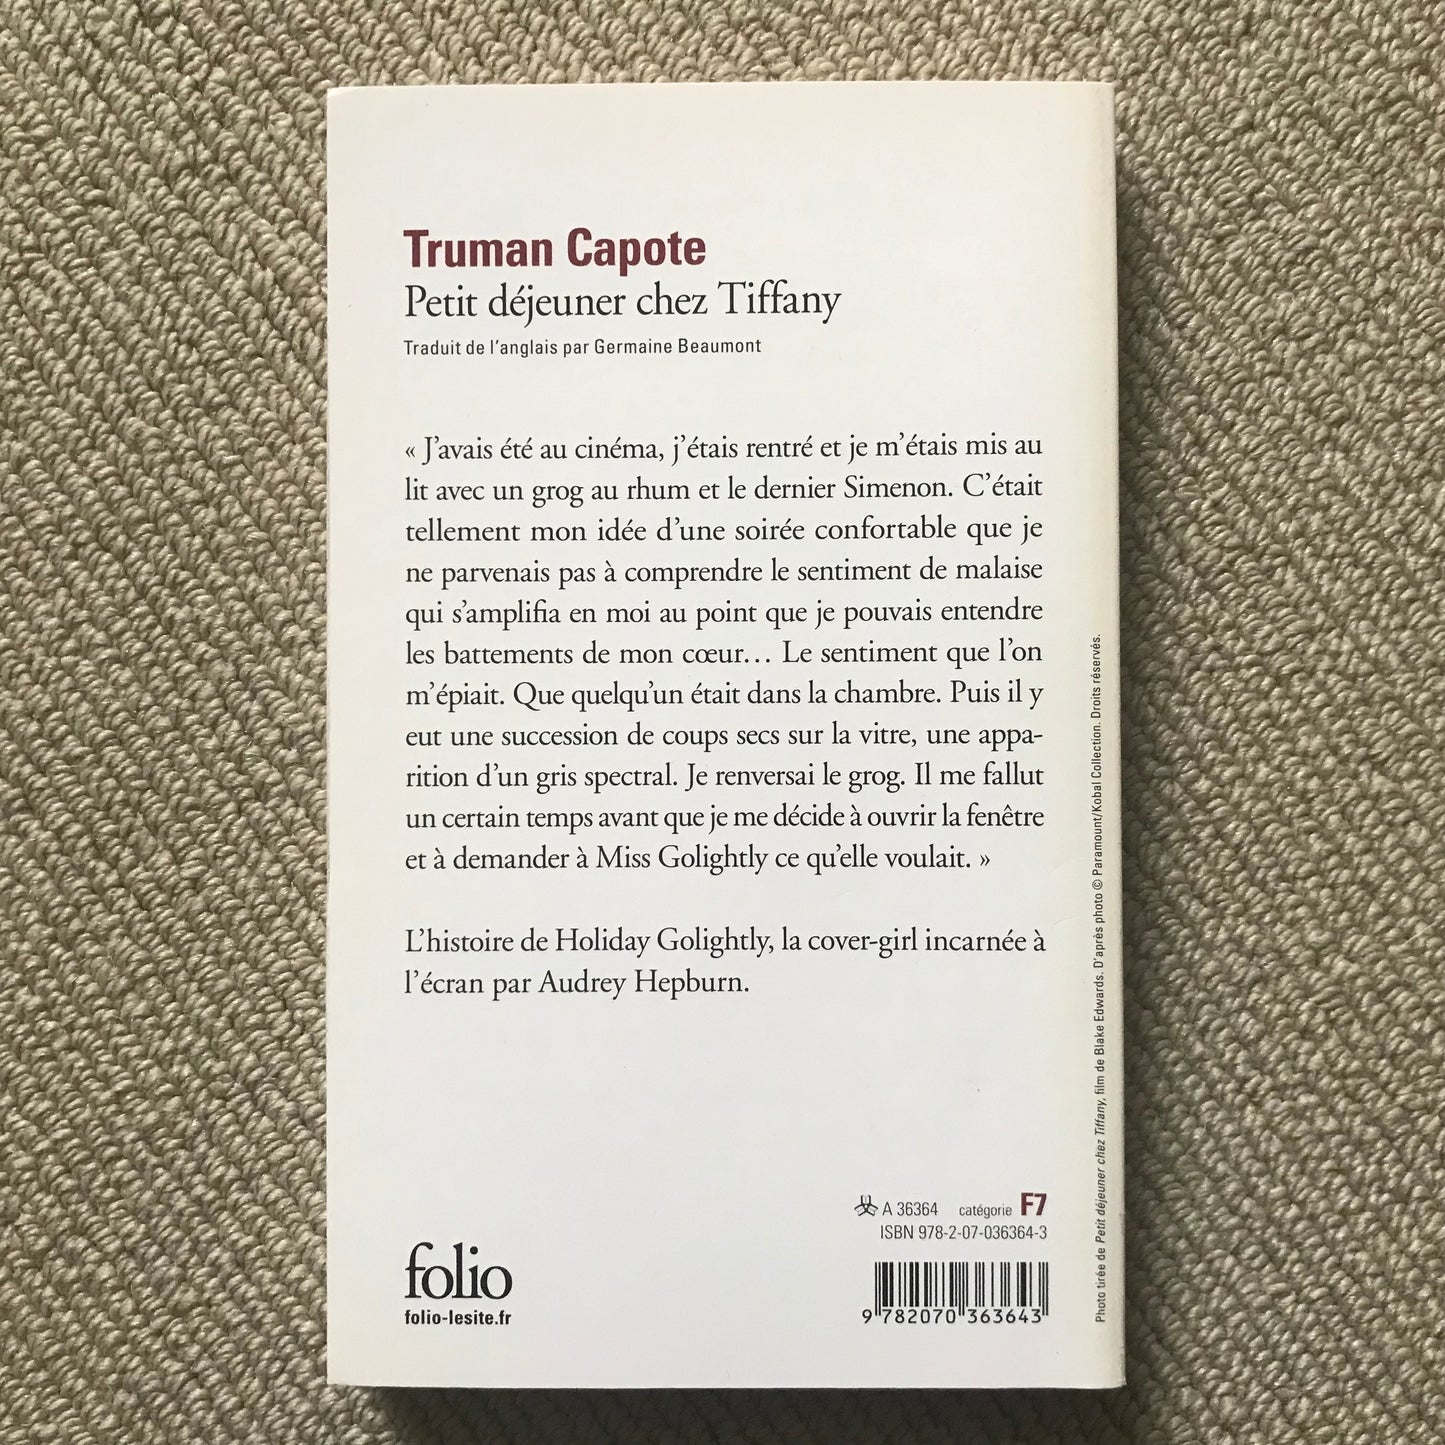 Truman Capote
Petit déjeuner chez Tiffany
Traduit de l'anglais par Germaine Beaumont
« J'avais été au cinéma, j'étais rentré et je m'étais mis au
lit avec un grog au rhum et le dernier Simenon. C'était
tellement mon idée d'une soirée confortable que je
ne parvenais pas à comprendre le sentiment de malaise
qui s'amplifia en moi au point que je pouvais entendre
les battements de mon cœur… Le sentiment que l'on
m'épiait. Que quelqu'un était dans la chambre. Puis il y
eut une succession de coups secs sur la vitre, une appa-
rition d'un gris spectral. Je renversai le grog. Il me fallut
un certain temps avant que je me décide à ouvrir la fenêtre
et à demander à Miss Golightly ce qu'elle voulait. »
L'histoire de Holiday Golightly, la cover-girl incarnée à
l'écran par Audrey Hepburn.
A 36364 catégorie F7
ISBN 978-2-07-036364-3
9 782070 363643
folio
folio-lesite.fr
Photo tirée de Petit déjeuner chez Tiffany, film de Blake Edwards. D'après photo © Paramount/Kobal Collection. Droits réservés.